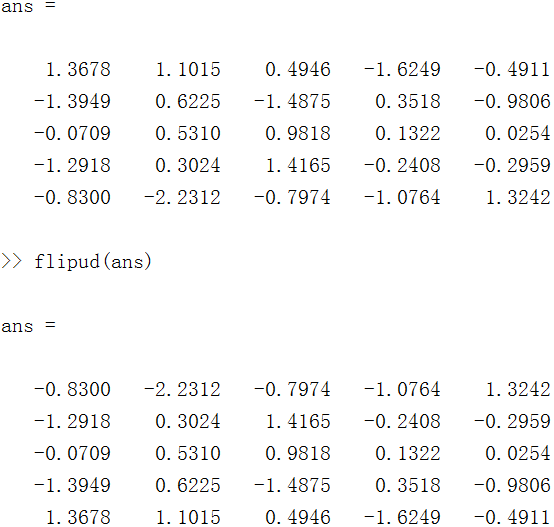 ans =
1.3678 1.1015 0.4946 -1.6249 -0.4911
-1.3949 0.6225 -1.4875 0.3518 -0.9806
-0.0709 0.5310 0.9818 0.1322 0.0254
-1.2918 0.3024 1.4165 -0.2408 -0.2959
-0.8300 -2.2312 -0.7974 -1.0764 1.3242
>> flipud(ans)
ans =
-0.8300 -2.2312 -0.7974 -1.0764 1.3242
-1.2918 0.3024 1.4165 -0.2408 -0.2959
-0.0709 0.5310 0.9818 0.1322 0.0254
-1.3949 0.6225 -1.4875 0.3518 -0.9806
1.3678 1.1015 0.4946 -1.6249 -0.4911